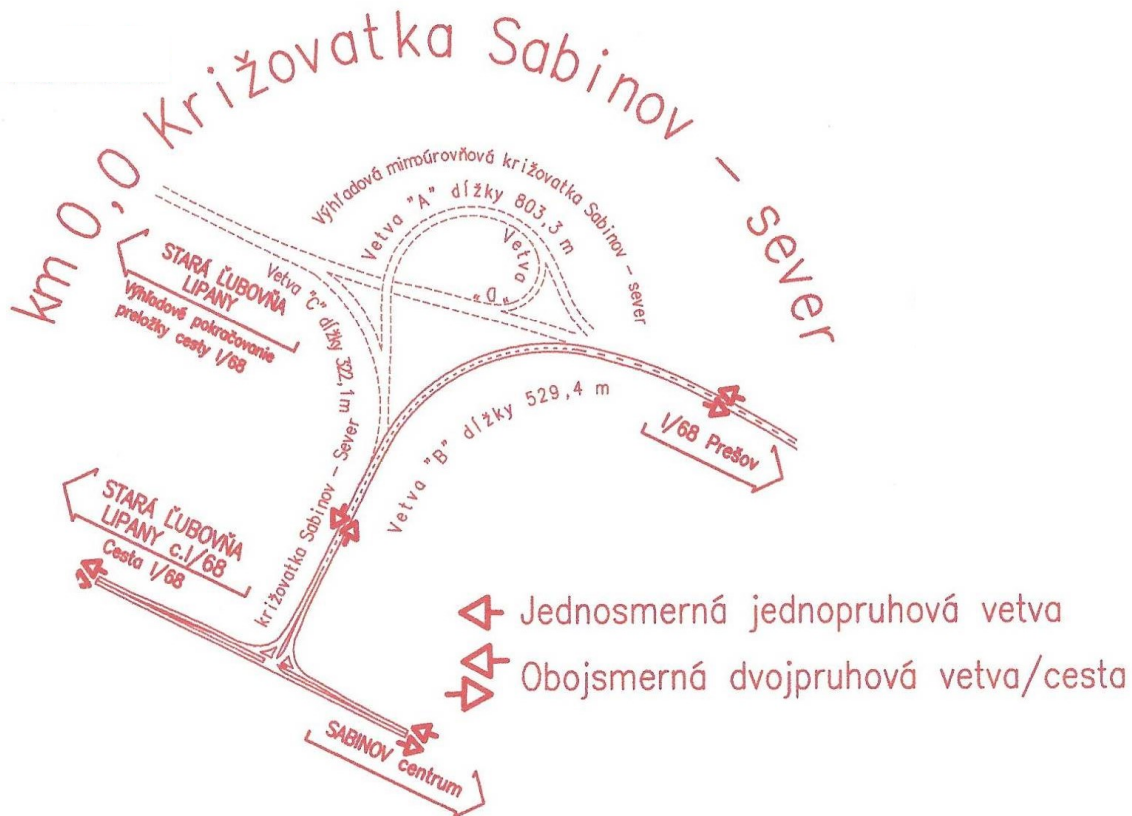 km 0,0 Križovatka Sabinov – sever
Výhľadová mimoúrovňová križovatka Sabinov – sever
Vetva "A" dĺžky 803,3 m
Vetva "D"
STARÁ ĽUBOVŇA
LIPANY
výhľadové pokračovanie
preložky cesty I/68
Vetva "C" dĺžky 322,1m
križovatka Sabinov – Sever
Vetva "B" dĺžky 529,4 m
I/68 Prešov
STARÁ ĽUBOVŇA
LIPANY c.I/68
Cesta I/68
SABINOV centrum
Jednosmerná jednopruhová vetva
Obojsmerná dvojpruhová vetva/cesta